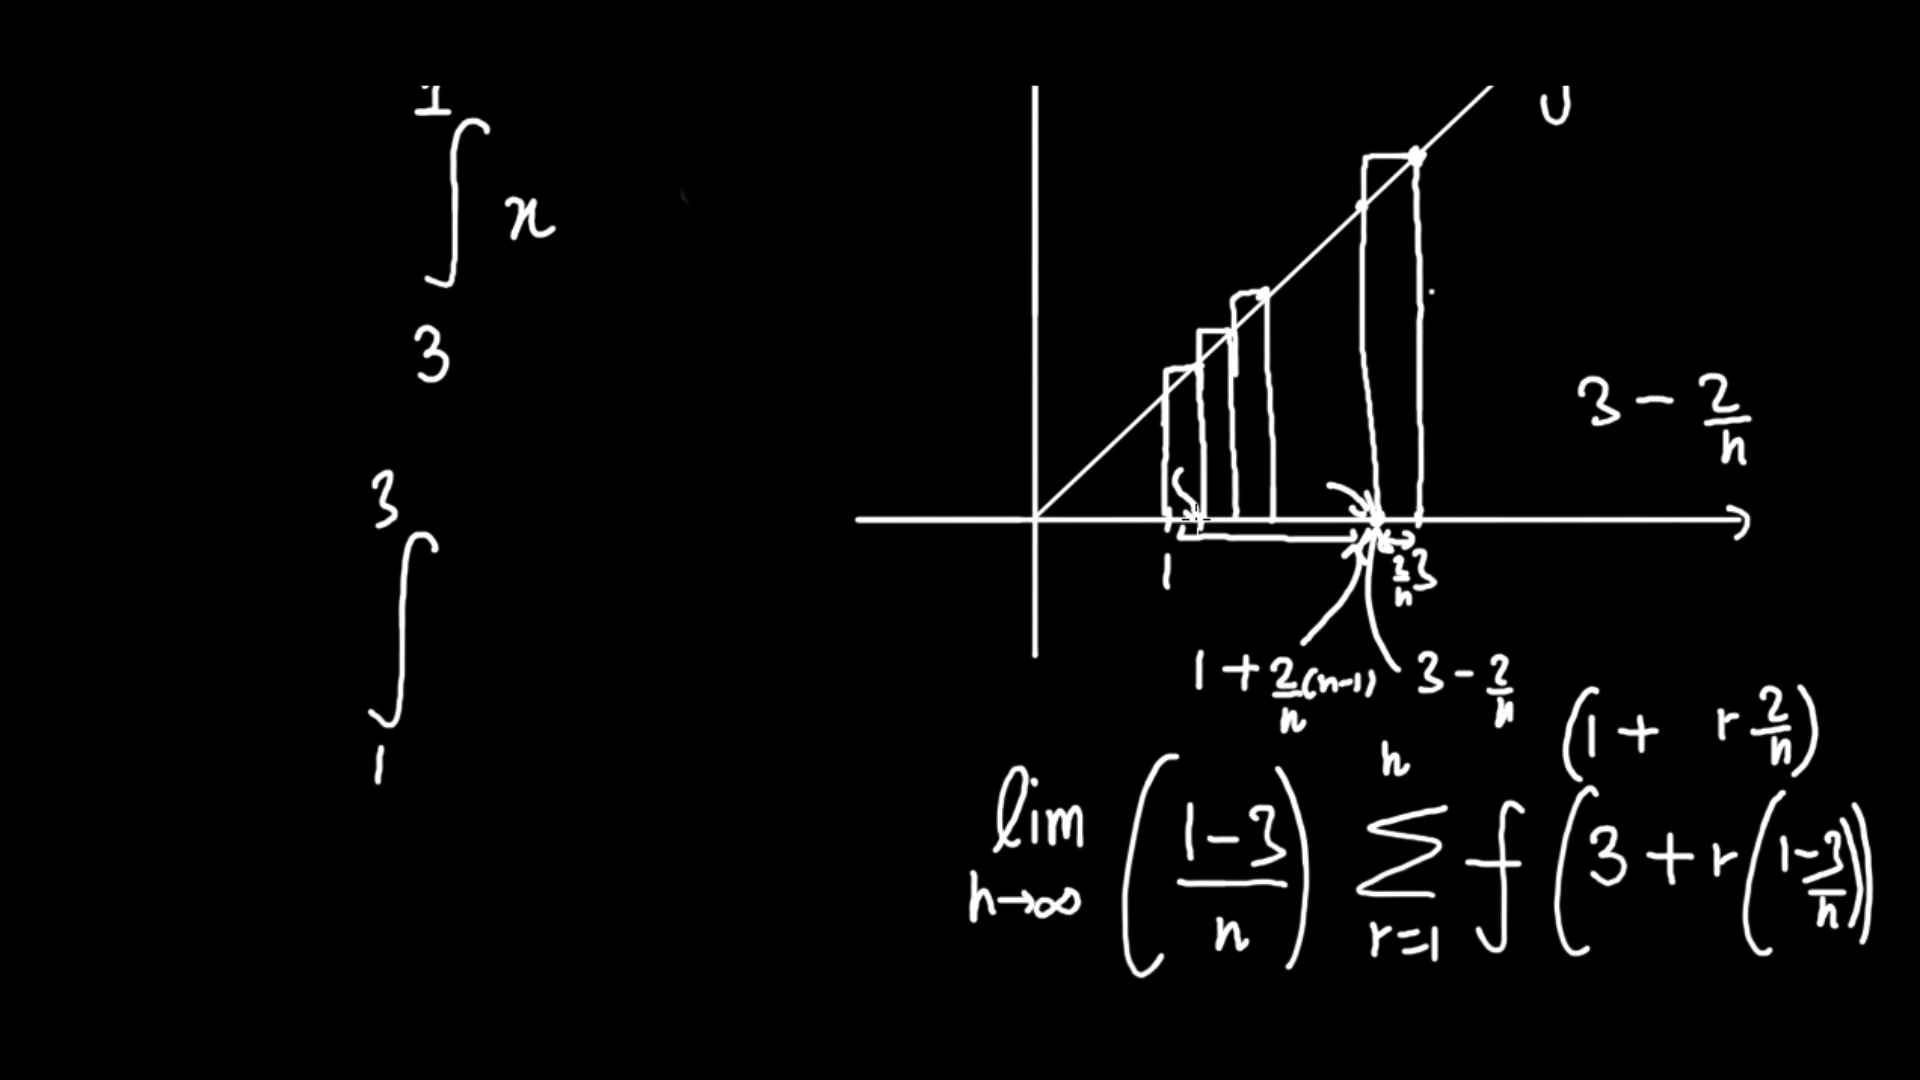 1
∫ x
3
3
∫
1
y
3 - 2/n
1
2/n
3
1 + 2/n (n-1)
3 - 2/n
(1 + r 2/n)
lim n→∞ ((1-3)/n) n ∑ r=1 f (3 + r((1-3)/n))